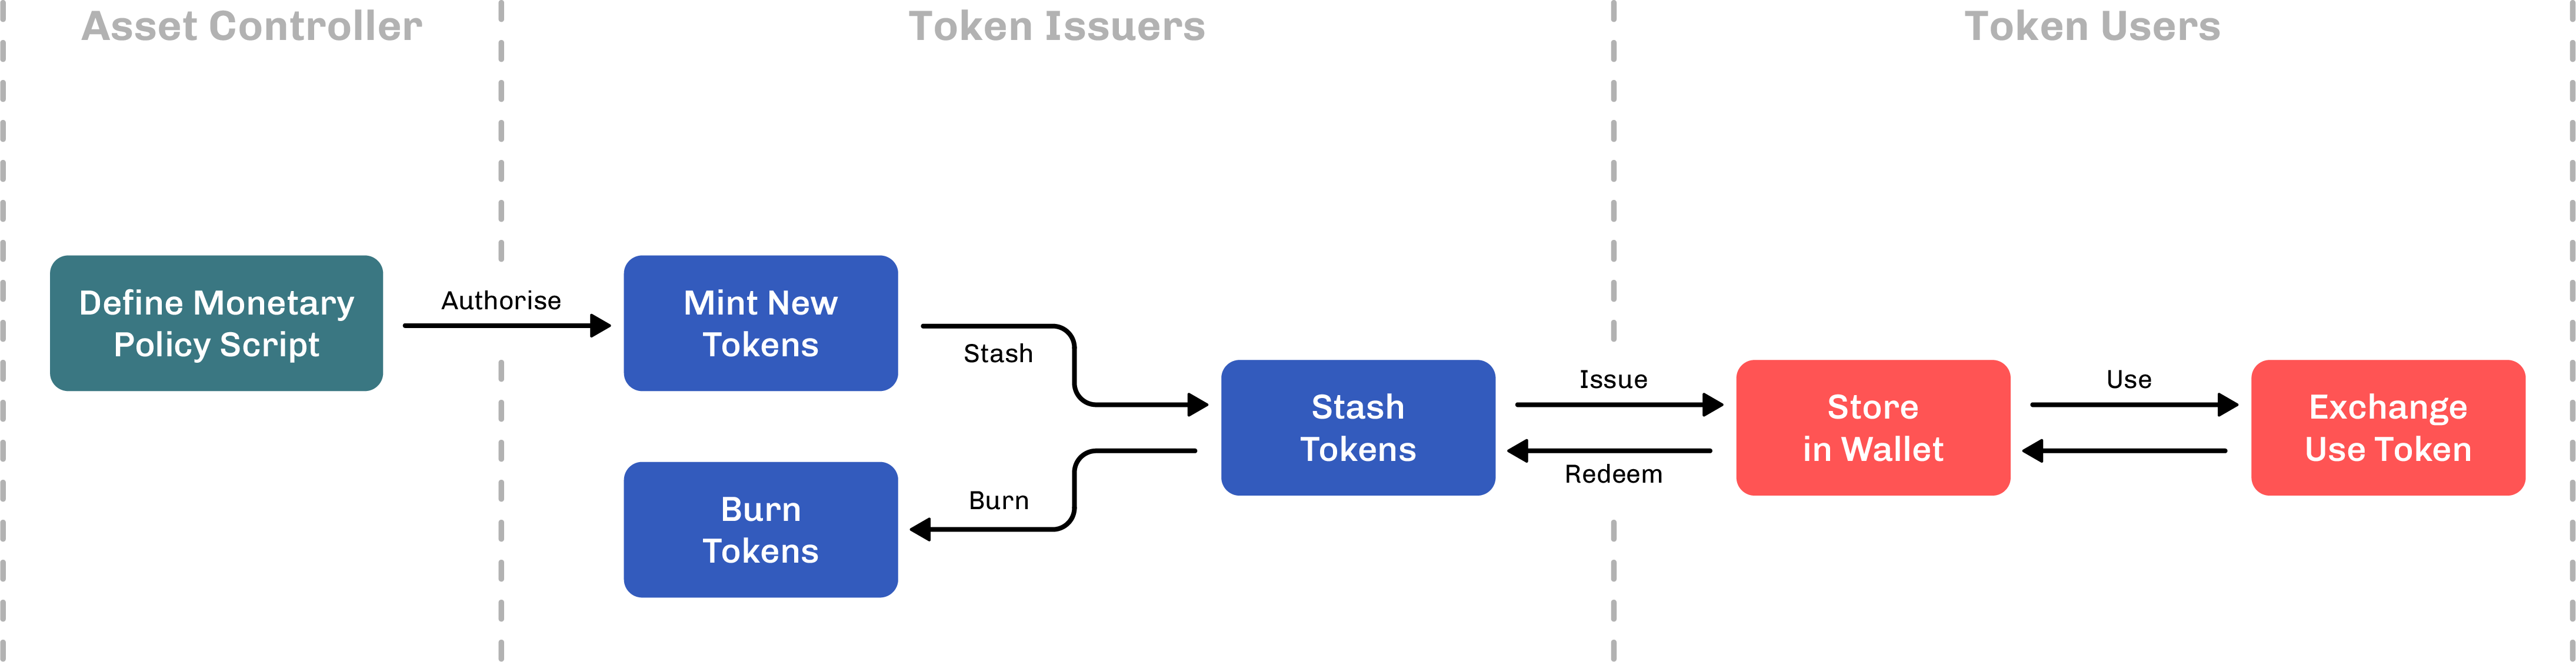 Asset Controller
Token Issuers
Token Users
Define Monetary
Policy Script
Authorise
Mint New
Tokens
Stash
Burn
Tokens
Burn
Stash
Tokens
Issue
Redeem
Store
in Wallet
Use
Exchange
Use Token